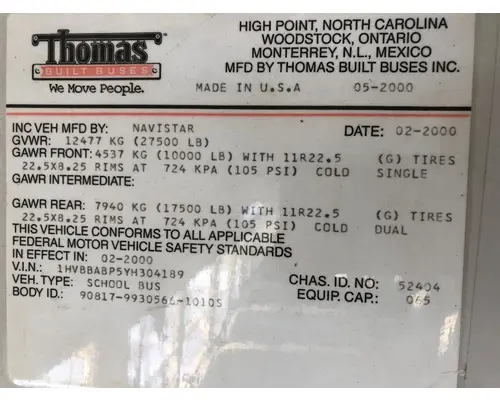 Thomas
BUILT BUSES
We Move People.
HIGH POINT, NORTH CAROLINA
WOODSTOCK, ONTARIO
MONTERREY, N.L., MEXICO
MFD BY THOMAS BUILT BUSES INC.
MADE IN U.S.A 05-2000
INC VEH MFD BY: NAVISTAR DATE: 02-2000
GVWR: 12477 KG (27500 LB)
GAWR FRONT: 4537 KG (10000 LB) WITH 11R22.5 (G) TIRES
22.5X8.25 RIMS AT 724 KPA (105 PSI) COLD SINGLE
GAWR INTERMEDIATE:
GAWR REAR: 7940 KG (17500 LB) WITH 11R22.5 (G) TIRES
22.5X8.25 RIMS AT 724 KPA (105 PSI) COLD DUAL
THIS VEHICLE CONFORMS TO ALL APPLICABLE
FEDERAL MOTOR VEHICLE SAFETY STANDARDS
IN EFFECT IN: 02-2000
V.I.N.: 1HVBBABP5YH304189 CHAS. ID. NO: 52404
VEH. TYPE: SCHOOL BUS EQUIP. CAP.: 065
BODY ID.: 90817-9930566-1010S